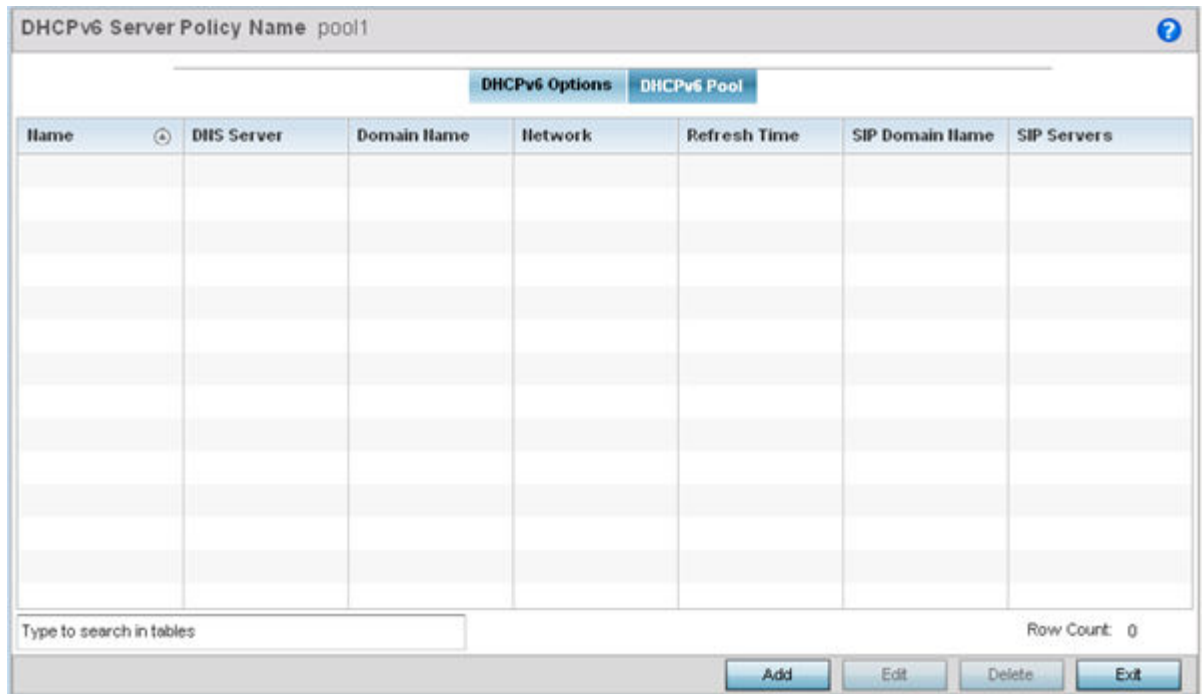 DHCPv6 Server Policy Name pool1
DHCPv6 Options DHCPv6 Pool
Name DNS Server Domain Name Network Refresh Time SIP Domain Name SIP Servers
Type to search in tables Row Count: 0
Add Edit Delete Exit